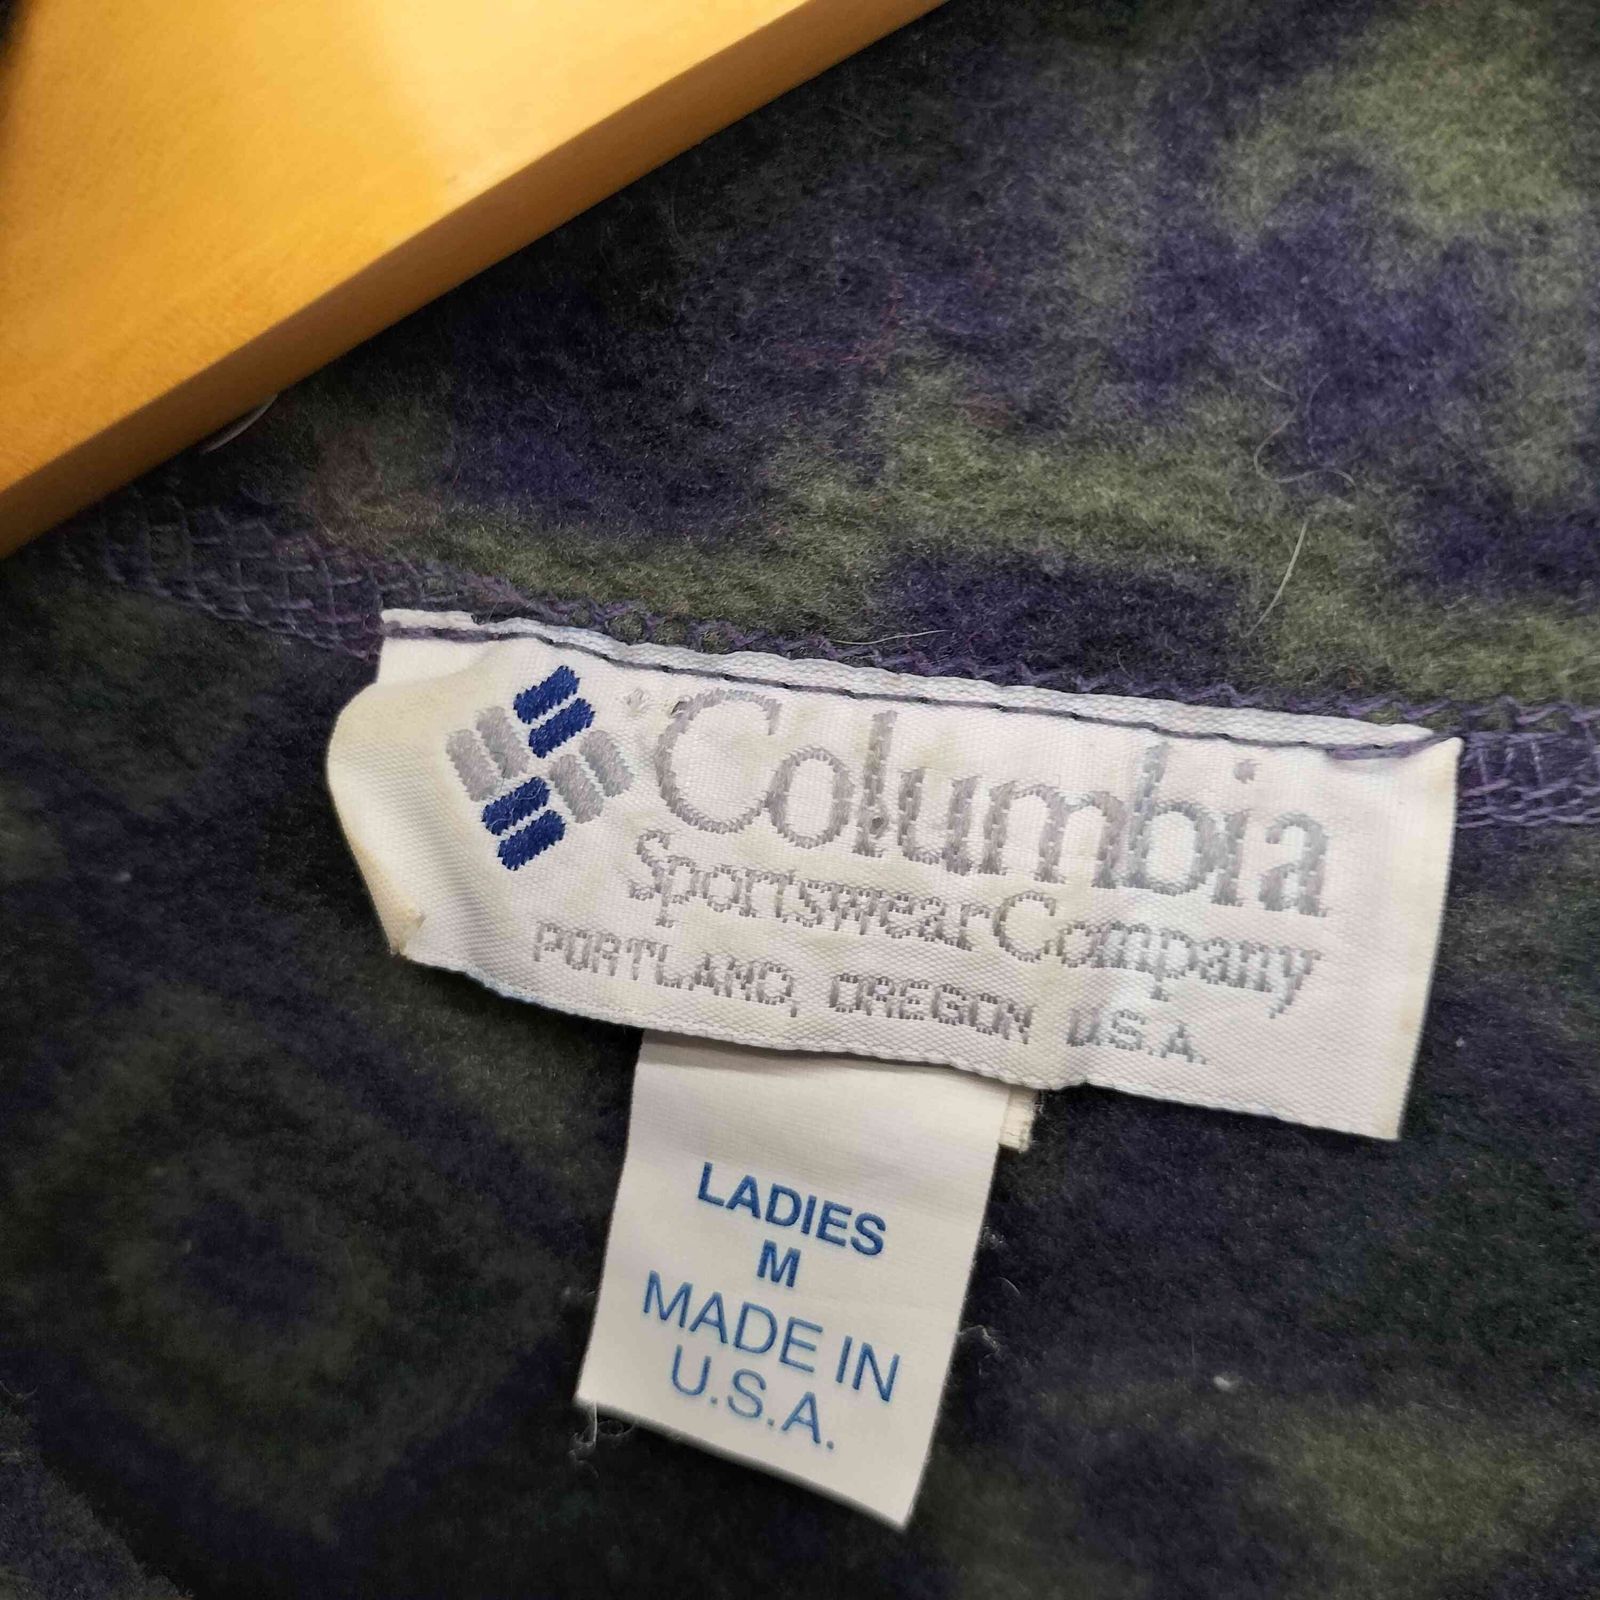 Columbia
Sportswear Company
PORTLAND, OREGON U.S.A.
LADIES
M
MADE IN
U.S.A.